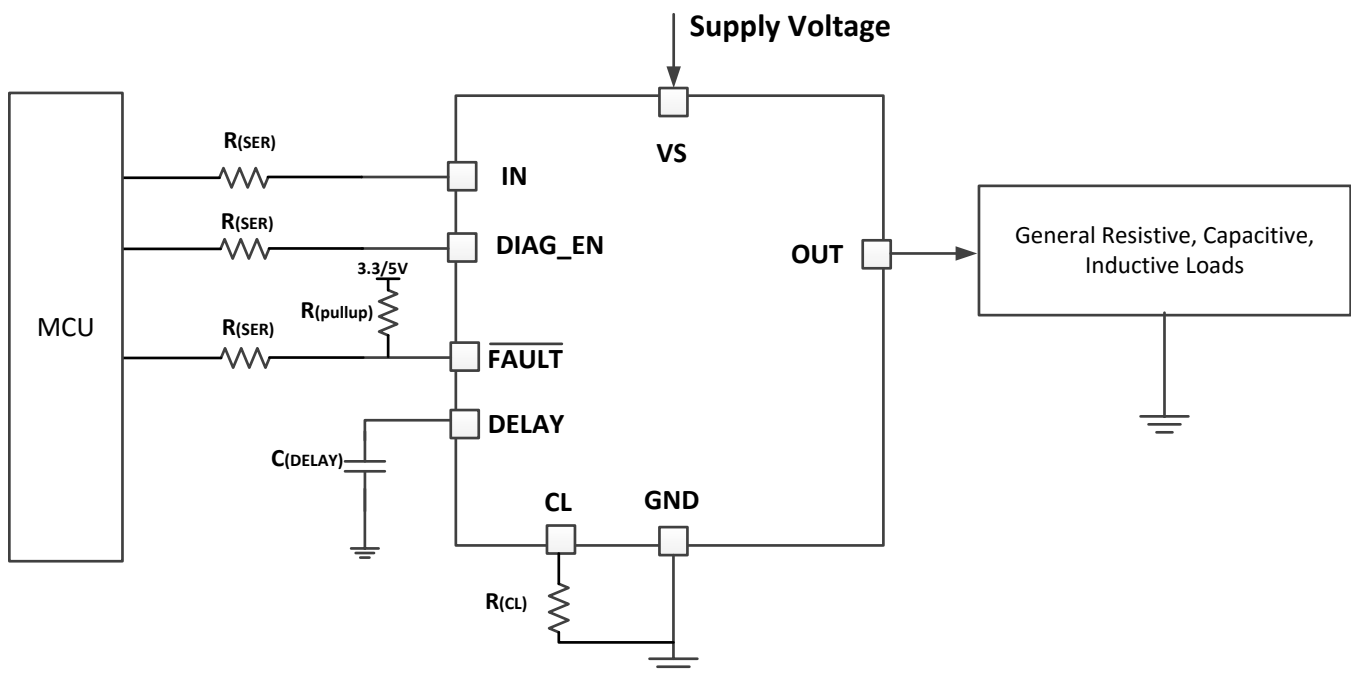 Supply Voltage
VS
R(SER)
IN
R(SER)
DIAG_EN
3.3/5V
R(pullup)
MCU
R(SER)
FAULT
DELAY
C(DELAY)
CL
GND
R(CL)
OUT
General Resistive, Capacitive,
Inductive Loads